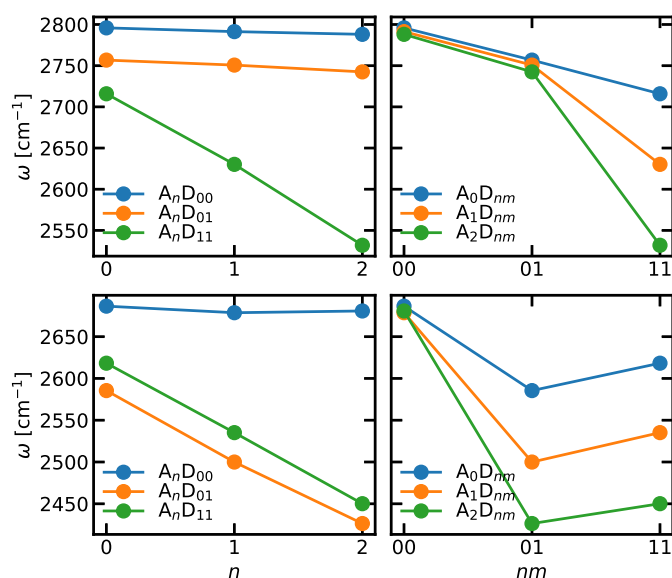 2800
2750
2700
2650
2600
2550
ω [cm⁻¹]
AₙD₀₀
AₙD₀₁
AₙD₁₁
0 1 2
A₀Dₙₘ
A₁Dₙₘ
A₂Dₙₘ
00 01 11
2650
2600
2550
2500
2450
ω [cm⁻¹]
AₙD₀₀
AₙD₀₁
AₙD₁₁
0 1 2
n
A₀Dₙₘ
A₁Dₙₘ
A₂Dₙₘ
00 01 11
nm